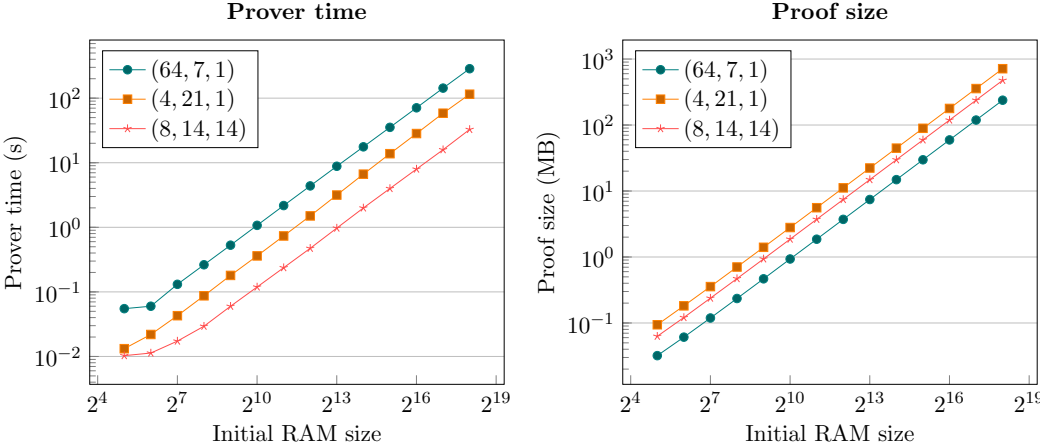 Prover time
Prover time (s)
10^2
10^1
10^0
10^−1
10^−2
(64, 7, 1)
(4, 21, 1)
(8, 14, 14)
2^4 2^7 2^10 2^13 2^16 2^19
Initial RAM size
Proof size
Proof size (MB)
10^3
10^2
10^1
10^0
10^−1
(64, 7, 1)
(4, 21, 1)
(8, 14, 14)
2^4 2^7 2^10 2^13 2^16 2^19
Initial RAM size